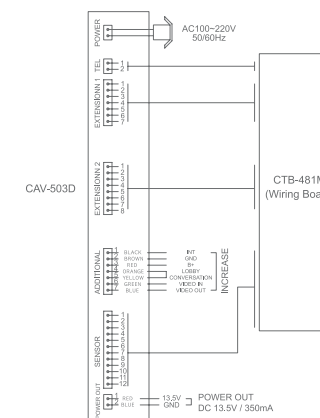 POWER
AC100~220V
50/60Hz
TEL
1
2
EXTENSIONN 1
1
2
3
4
5
6
7
EXTENSIONN 2
1
2
3
4
5
6
7
8
CAV-503D
CTB-481M
(Wiring Boa
ADDITIONAL
BLACK INT
BROWN GND
RED B+
ORANGE LOBBY
YELLOW CONVERSATION
GREEN VIDEO IN
BLUE VIDEO OUT
INCREASE
SENSOR
1
2
3
4
5
6
7
8
9
10
11
12
POWER OUT
RED 13,5V
BLUE GND
POWER OUT
DC 13.5V / 350mA